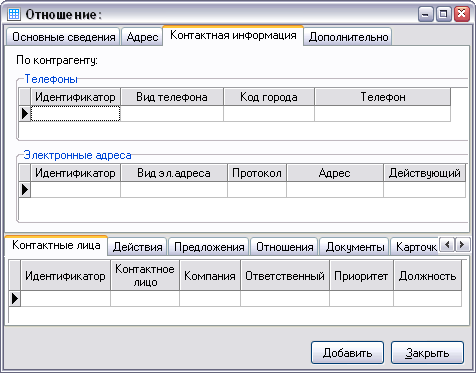 Отношение:
Основные сведения Адрес Контактная информация Дополнительно
По контрагенту:
Телефоны
Идентификатор Вид телефона Код города Телефон
Электронные адреса
Идентификатор Вид эл.адреса Протокол Адрес Действующий
Контактные лица Действия Предложения Отношения Документы Карточк
Идентификатор Контактное лицо Компания Ответственный Приоритет Должность
Добавить Закрыть